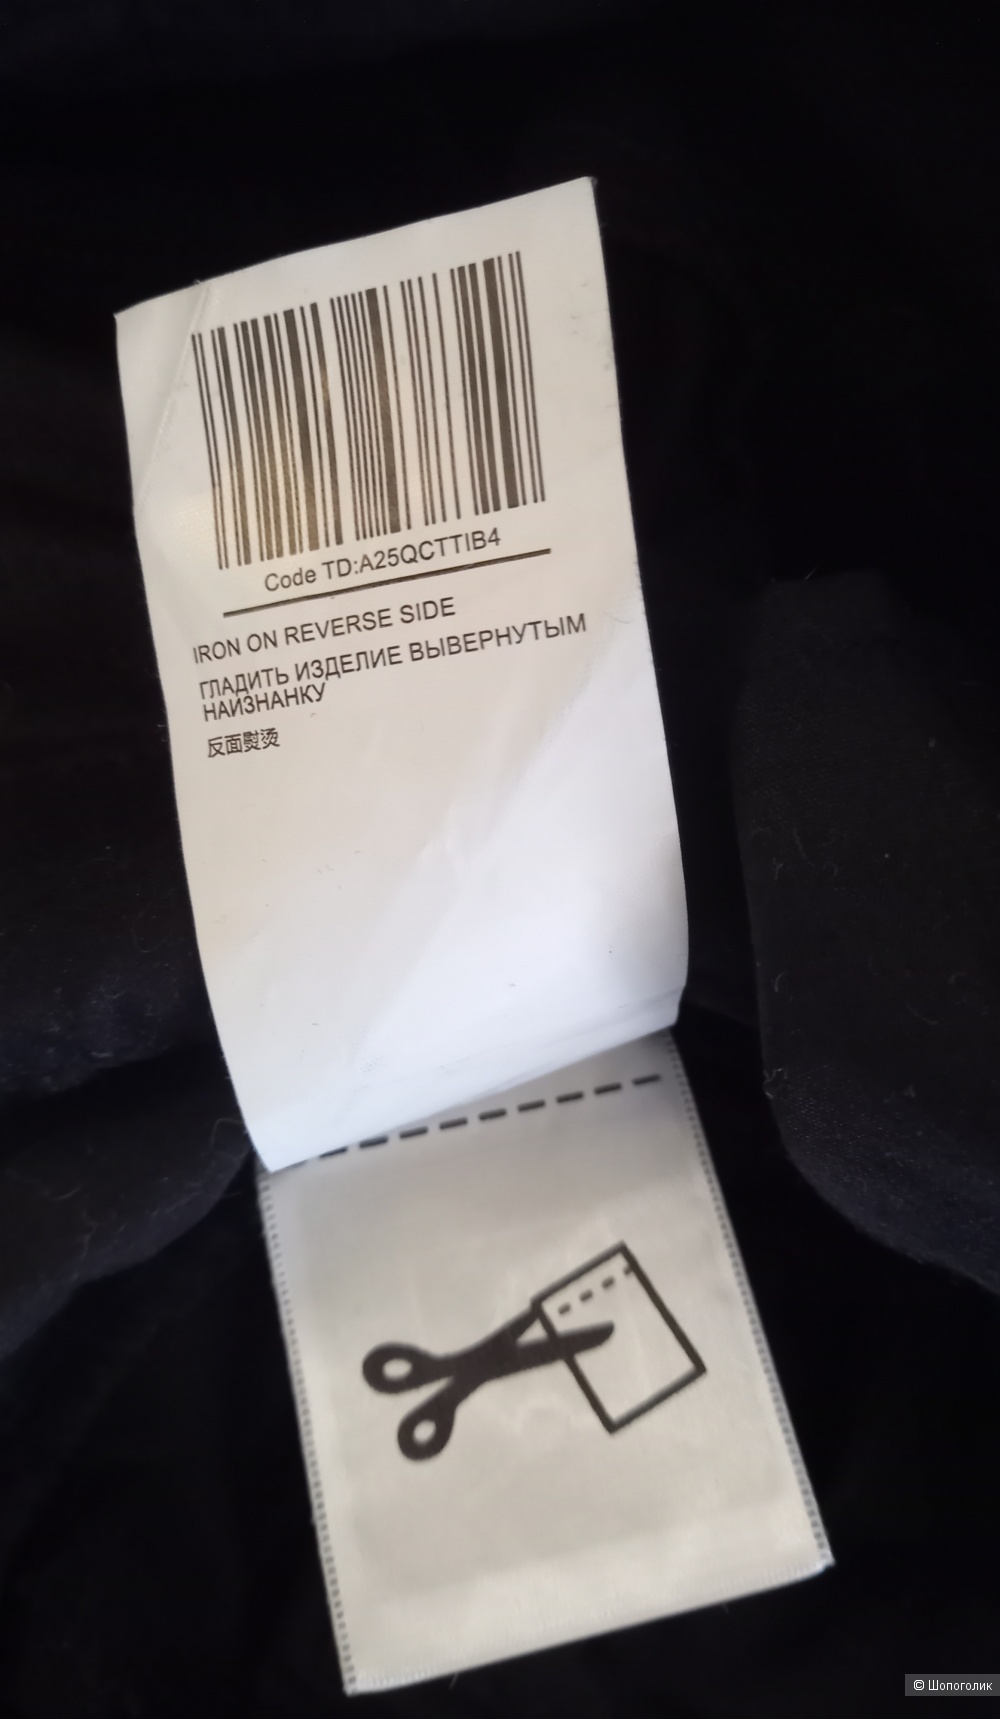 Code TD:A25QCTTIB4
IRON ON REVERSE SIDE
ГЛАДИТЬ ИЗДЕЛИЕ ВЫВЕРНУТЫМ
НАИЗНАНКУ
反面熨烫
© Шопоголик